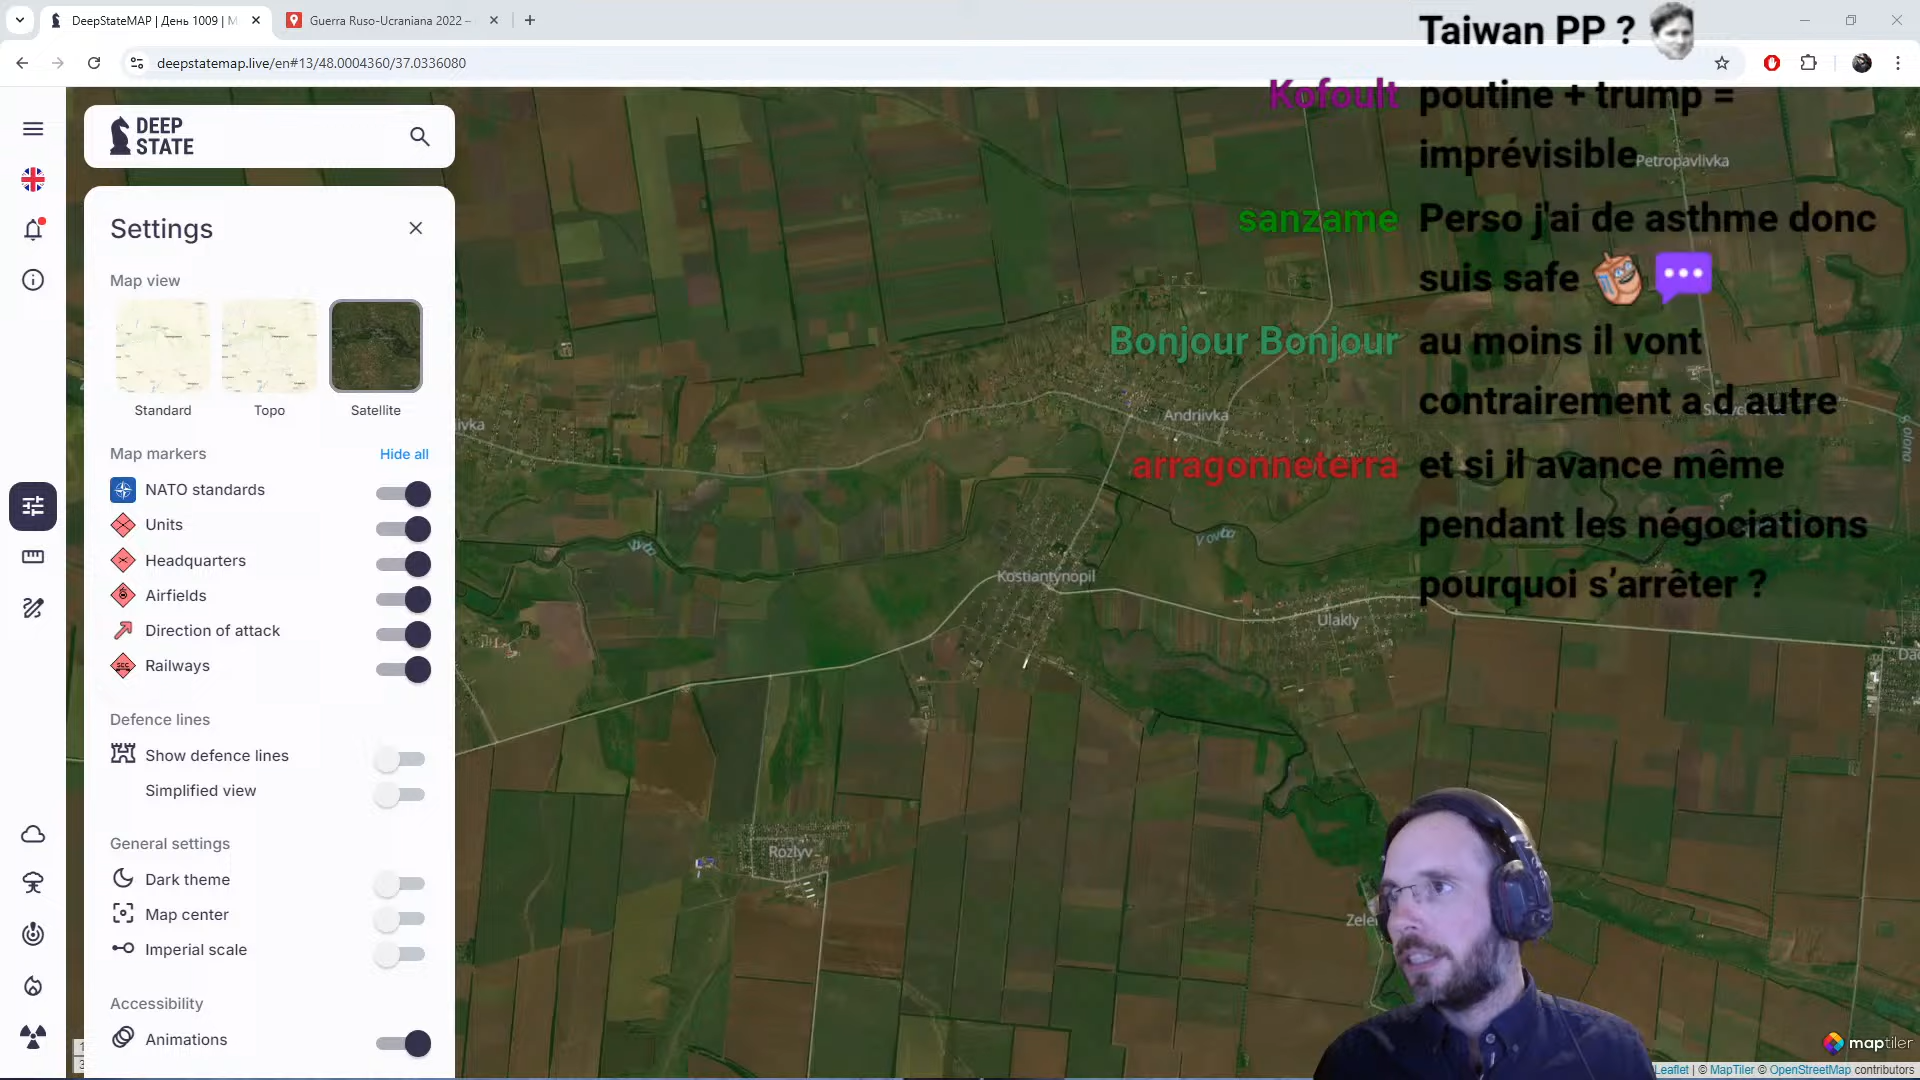 DeepStateMAP | День 1009 | М
Guerra Ruso-Ucraniana 2022 –
deepstatemap.live/en#13/48.0004360/37.0336080
DEEP
STATE
Settings
Map view
Standard
Topo
Satellite
Map markers
Hide all
NATO standards
Units
Headquarters
Airfields
Direction of attack
Railways
Defence lines
Show defence lines
Simplified view
General settings
Dark theme
Map center
Imperial scale
Accessibility
Animations
Taiwan PP ?
Kofoult poutine + trump =
imprévisible
sanzame Perso j'ai de asthme donc
suis safe
Bonjour Bonjour au moins il vont
contrairement a d autre
arragonneterra et si il avance même
pendant les négociations
pourquoi s’arrêter ?
Petropavlivka
ivka
Andriivka
Kostiantynopil
Vovtsa
Ulakly
Rozlyv
Zele
maptiler
Leaflet | © MapTiler © OpenStreetMap contributors